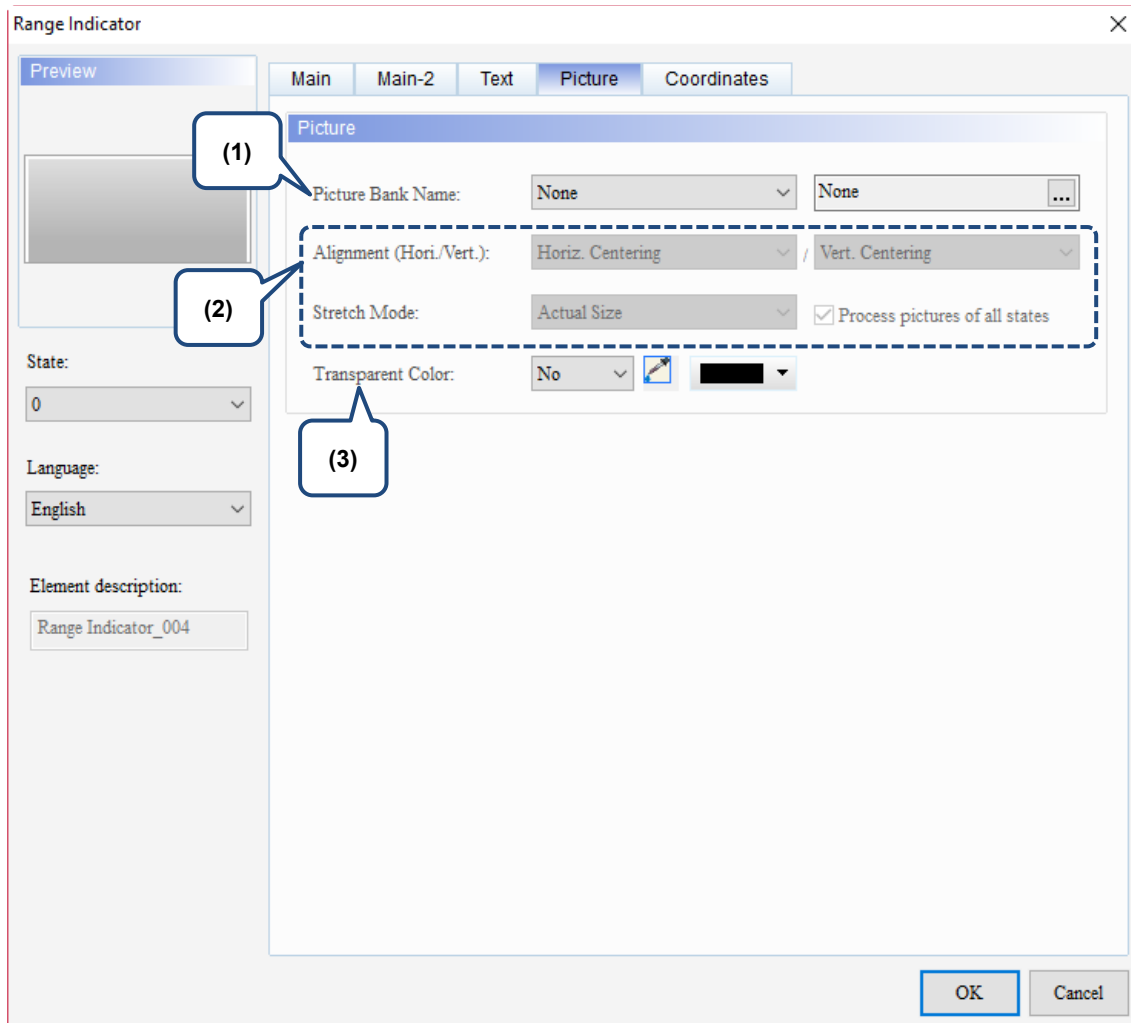 Range Indicator
Preview
Main Main-2 Text Picture Coordinates
Picture
(1)
Picture Bank Name: None None ...
Alignment (Hori./Vert.): Horiz. Centering / Vert. Centering
(2)
Stretch Mode: Actual Size Process pictures of all states
State:
Transparent Color: No
0
(3)
Language:
English
Element description:
Range Indicator_004
OK Cancel